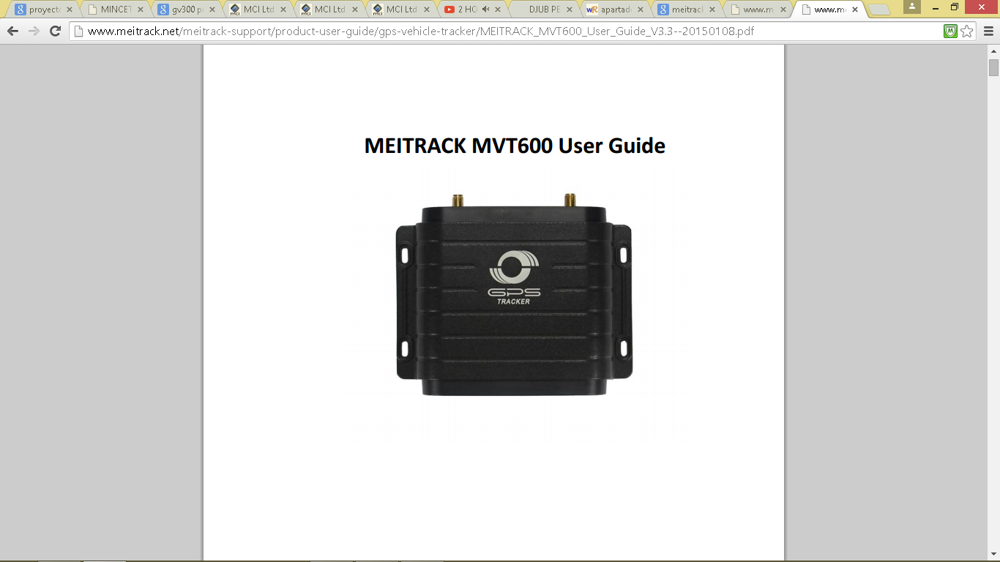 proyect
MINCET
gv300 p
MCI Ltd
MCI Ltd
MCI Ltd
2 HO
DJUB PE
apartad
meitrack
www.m
www.m
www.meitrack.net/meitrack-support/product-user-guide/gps-vehicle-tracker/MEITRACK_MVT600_User_Guide_V3.3--20150108.pdf
MEITRACK MVT600 User Guide
GPS
TRACKER